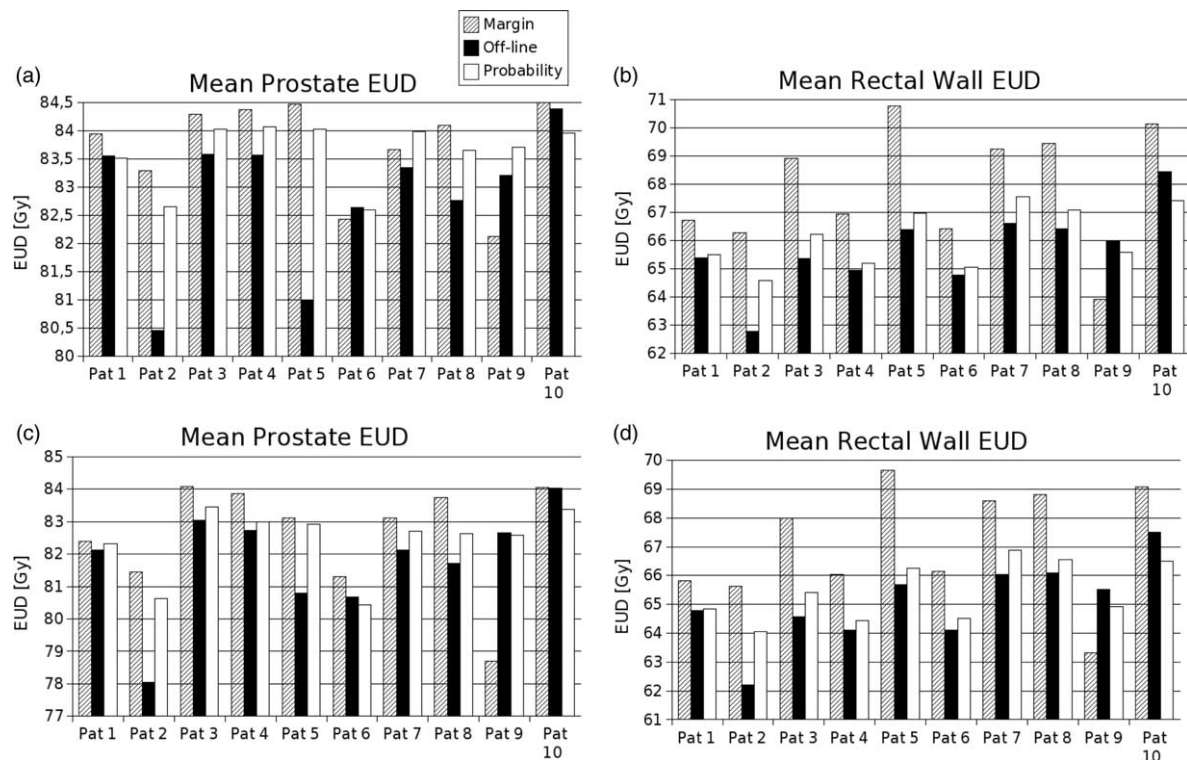 Margin
Off-line
Probability
(a)
Mean Prostate EUD
84,5
84
83,5
83
82,5
82
81,5
81
80,5
80
EUD [Gy]
Pat 1 Pat 2 Pat 3 Pat 4 Pat 5 Pat 6 Pat 7 Pat 8 Pat 9 Pat
10
(b)
Mean Rectal Wall EUD
71
70
69
68
67
66
65
64
63
62
EUD [Gy]
Pat 1 Pat 2 Pat 3 Pat 4 Pat 5 Pat 6 Pat 7 Pat 8 Pat 9 Pat
10
(c)
Mean Prostate EUD
85
84
83
82
81
80
79
78
77
EUD [Gy]
Pat 1 Pat 2 Pat 3 Pat 4 Pat 5 Pat 6 Pat 7 Pat 8 Pat 9 Pat
10
(d)
Mean Rectal Wall EUD
70
69
68
67
66
65
64
63
62
61
EUD [Gy]
Pat 1 Pat 2 Pat 3 Pat 4 Pat 5 Pat 6 Pat 7 Pat 8 Pat 9 Pat
10